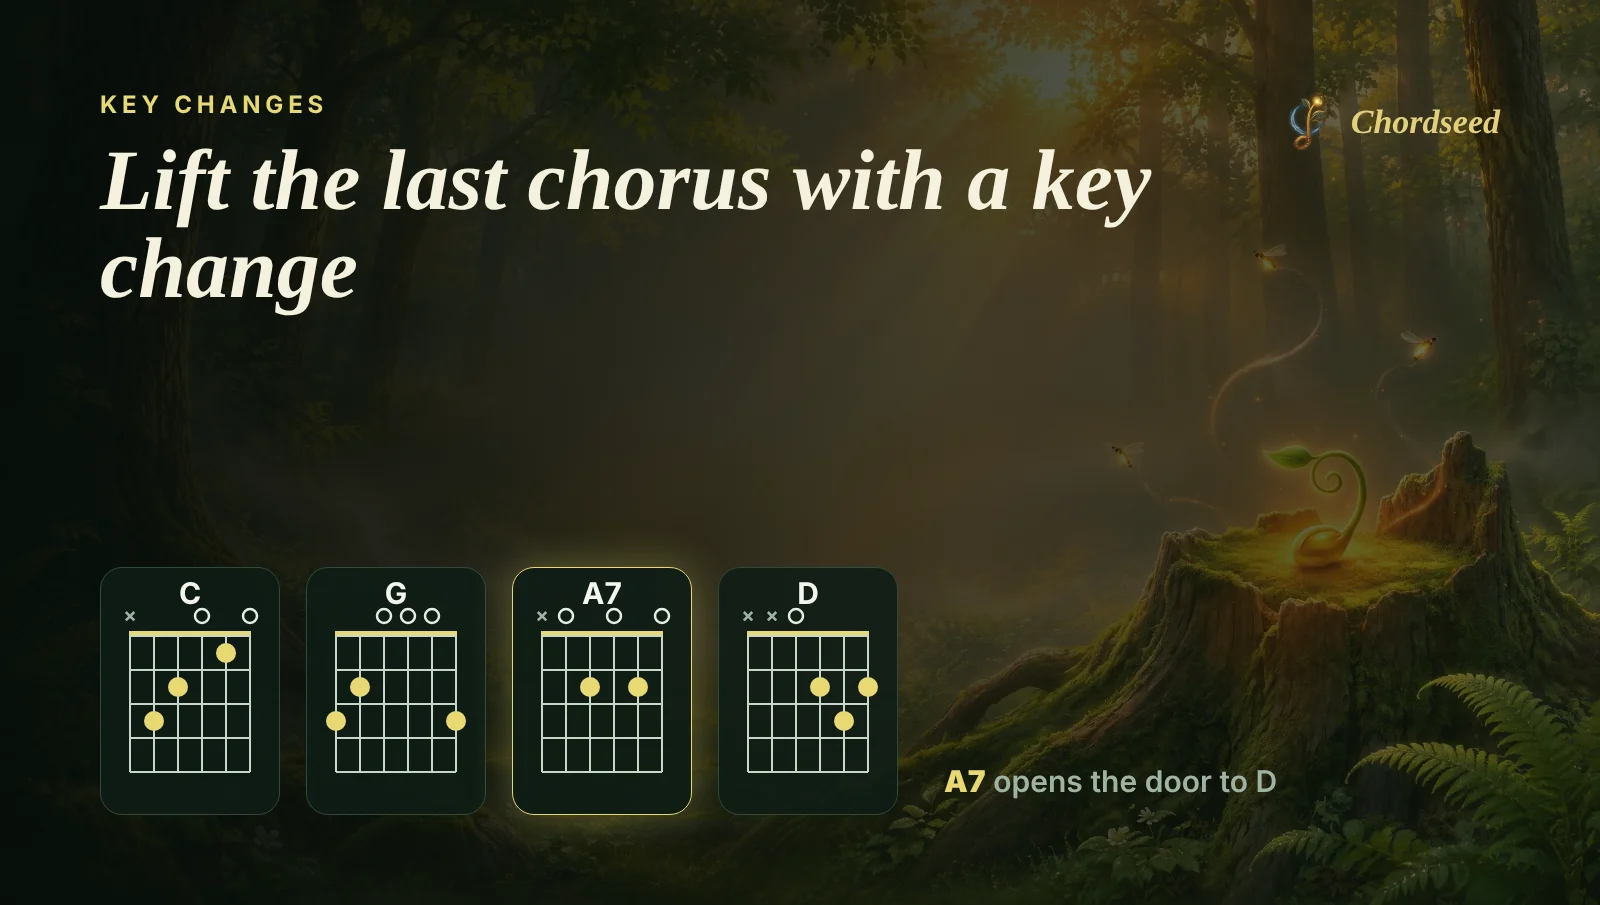 KEY CHANGES
Chordseed
Lift the last chorus with a key
change
C
G
A7
D
×
×
× ×
A7 opens the door to D